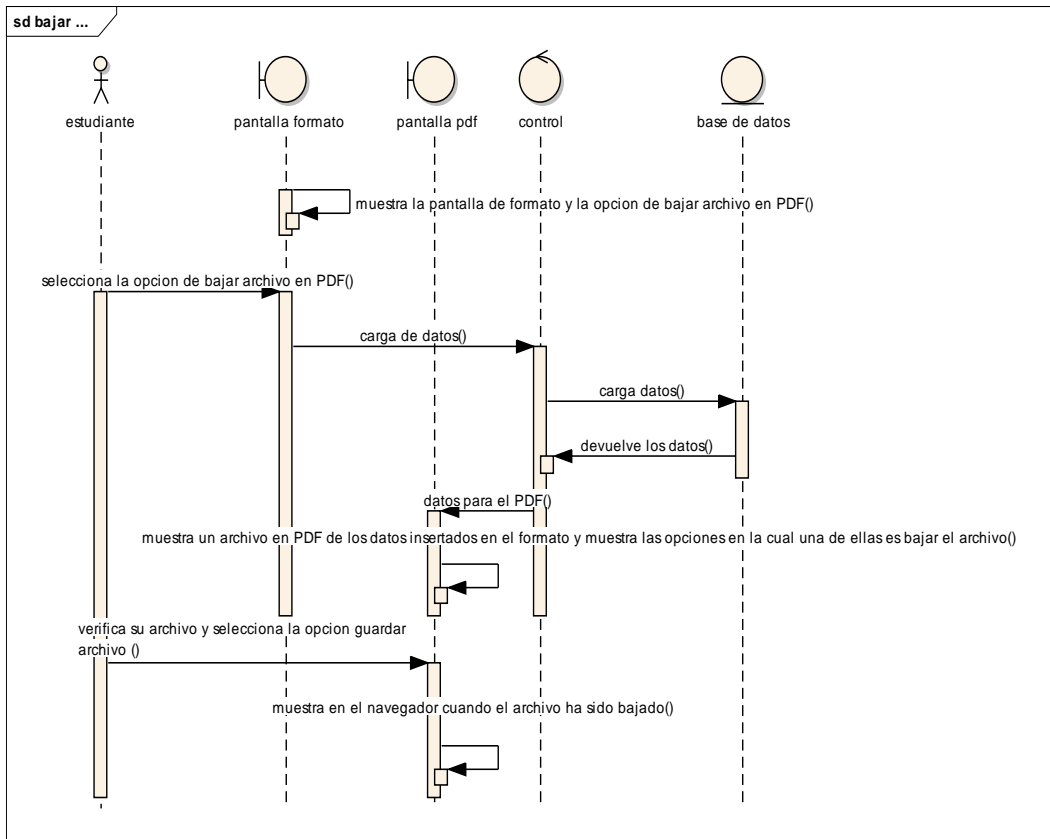 sd bajar ...
estudiante
pantalla formato
pantalla pdf
control
base de datos
muestra la pantalla de formato y la opcion de bajar archivo en PDF()
selecciona la opcion de bajar archivo en PDF()
carga de datos()
carga datos()
devuelve los datos()
datos para el PDF()
muestra un archivo en PDF de los datos insertados en el formato y muestra las opciones en la cual una de ellas es bajar el archivo()
verifica su archivo y selecciona la opcion guardar
archivo ()
muestra en el navegador cuando el archivo ha sido bajado()